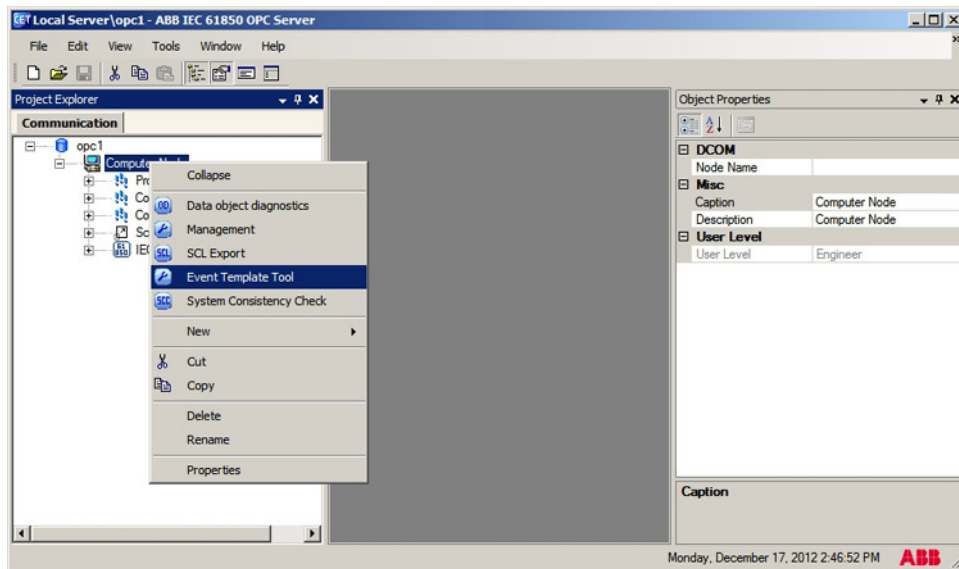 Local Server\opc1 - ABB IEC 61850 OPC Server
File Edit View Tools Window Help
Project Explorer
Communication
opc1
Computer Node
Collapse
Data object diagnostics
Management
SCL Export
Event Template Tool
System Consistency Check
New
Cut
Copy
Delete
Rename
Properties
Object Properties
DCOM
Node Name
Misc
Caption Computer Node
Description Computer Node
User Level
User Level Engineer
Caption
Monday, December 17, 2012 2:46:52 PM ABB